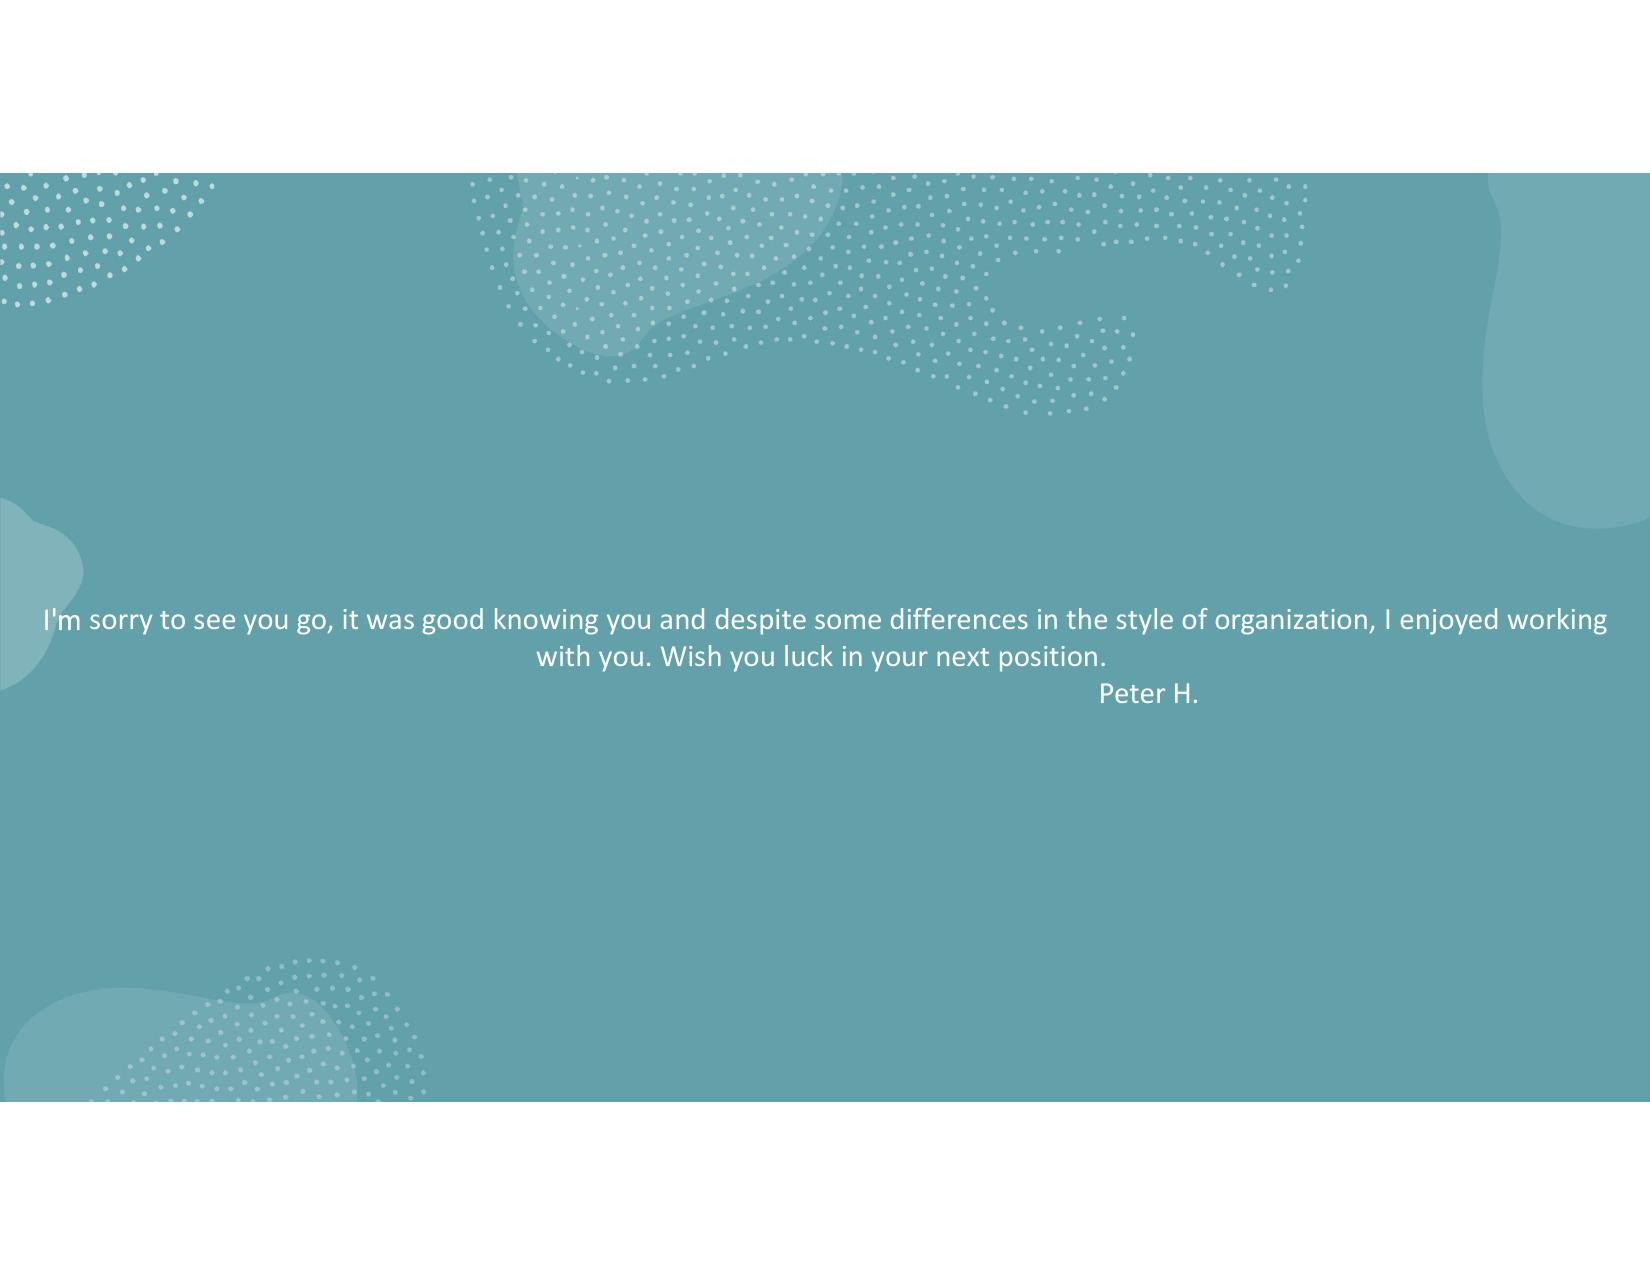 I'm sorry to see you go, it was good knowing you and despite some differences in the style of organization, I enjoyed working
with you. Wish you luck in your next position.
Peter H.